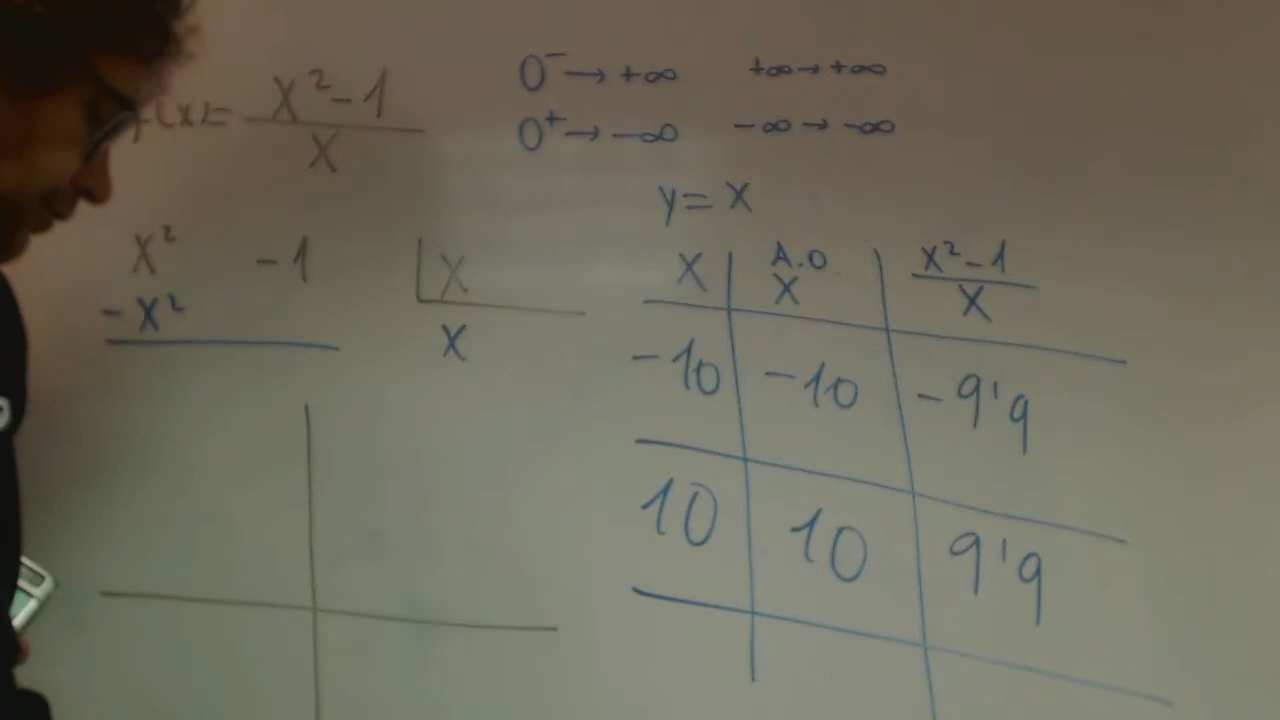 f(x)= x²-1 / x
0⁻→+∞ +∞→+∞
0⁺→-∞ -∞→-∞
y= x
x² -1 | x
-x² x
x | A.O x | x²-1 / x
-10 | -10 | -9'9
10 | 10 | 9'9